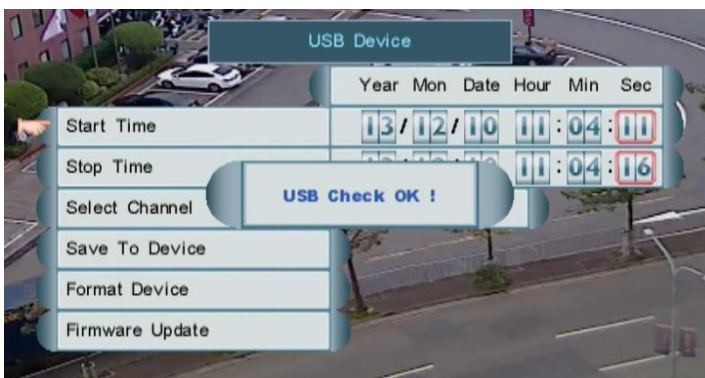 USB Device
Year Mon Date Hour Min Sec
Start Time 13/12/10 11:04:11
Stop Time 11:04:16
USB Check OK !
Select Channel
Save To Device
Format Device
Firmware Update